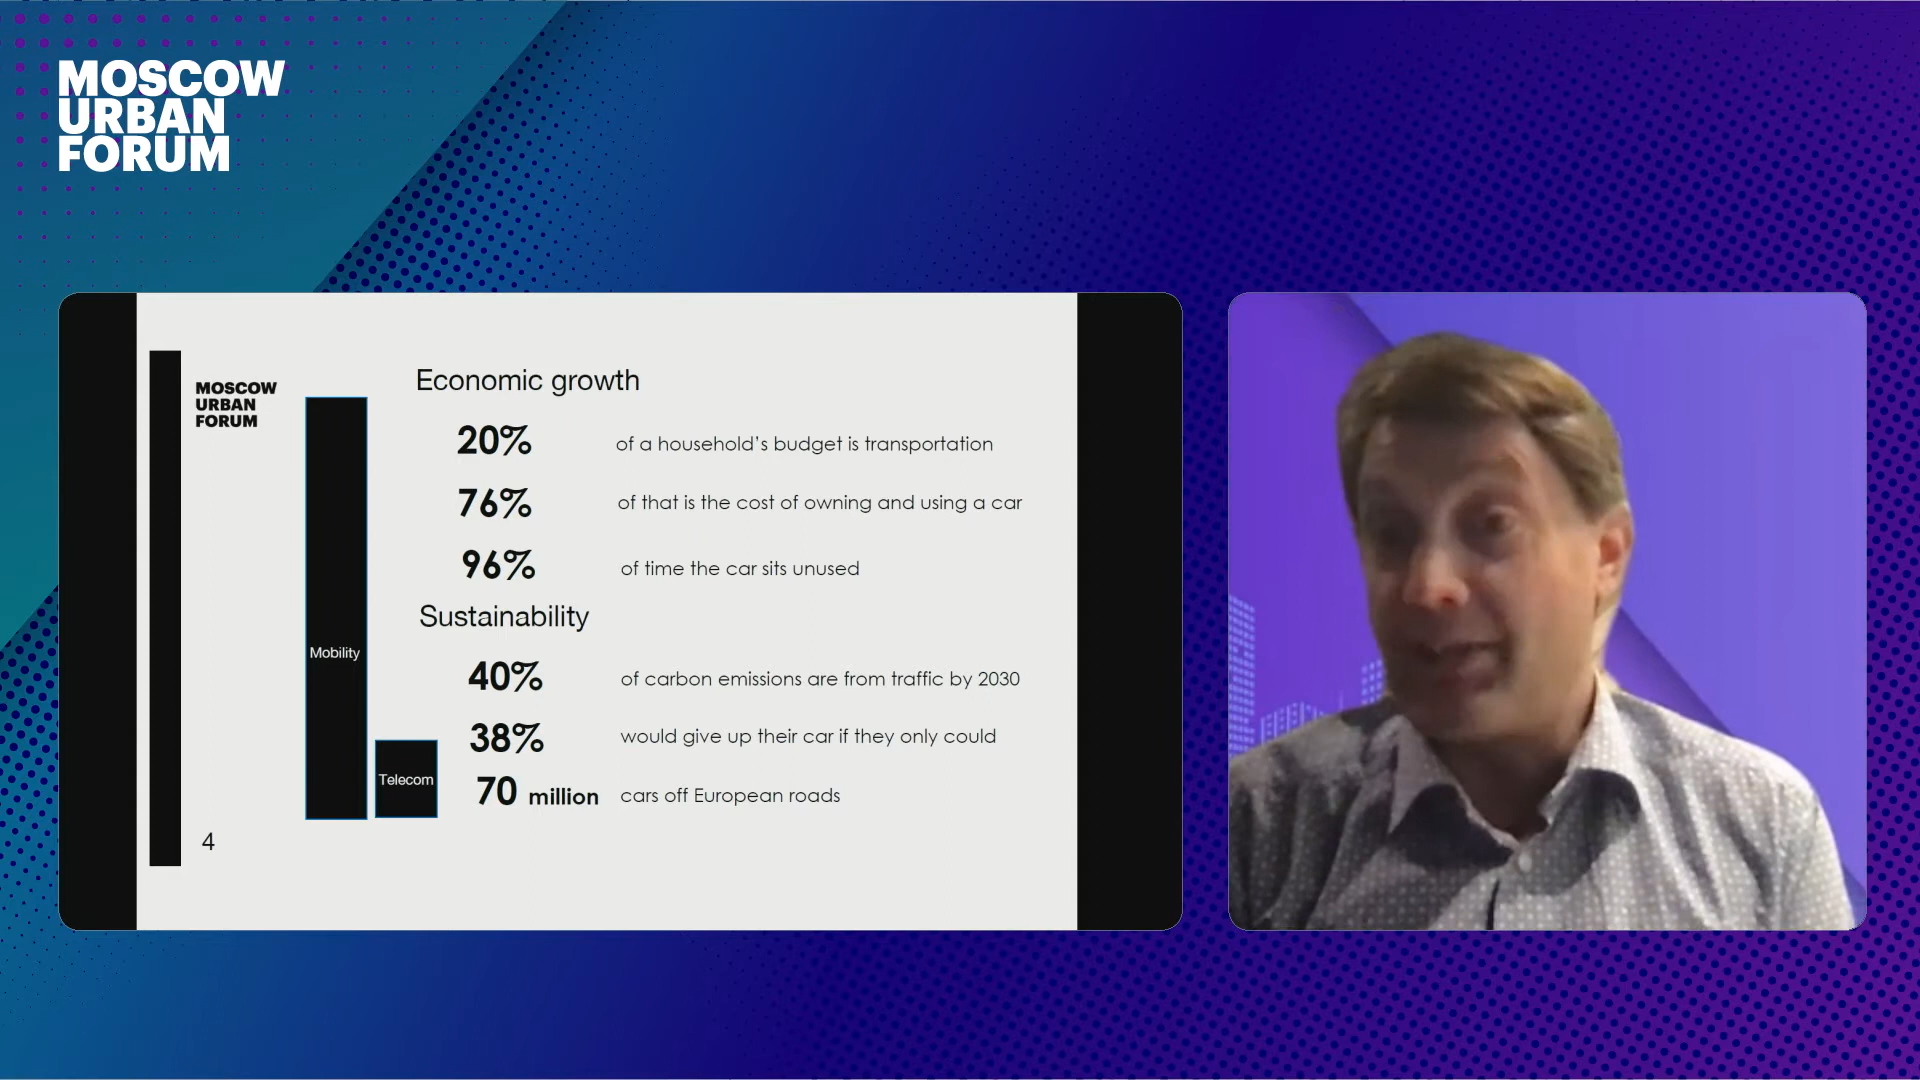 MOSCOW
URBAN
FORUM
MOSCOW
URBAN
FORUM
Economic growth
20% of a household's budget is transportation
76% of that is the cost of owning and using a car
96% of time the car sits unused
Sustainability
Mobility
40% of carbon emissions are from traffic by 2030
38% would give up their car if they only could
Telecom
70 million cars off European roads
4